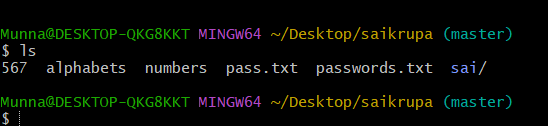 Munna@DESKTOP-QKG8KKT MINGW64 ~/Desktop/saikrupa (master)
$ ls
567  alphabets  numbers  pass.txt  passwords.txt  sai/
Munna@DESKTOP-QKG8KKT MINGW64 ~/Desktop/saikrupa (master)
$